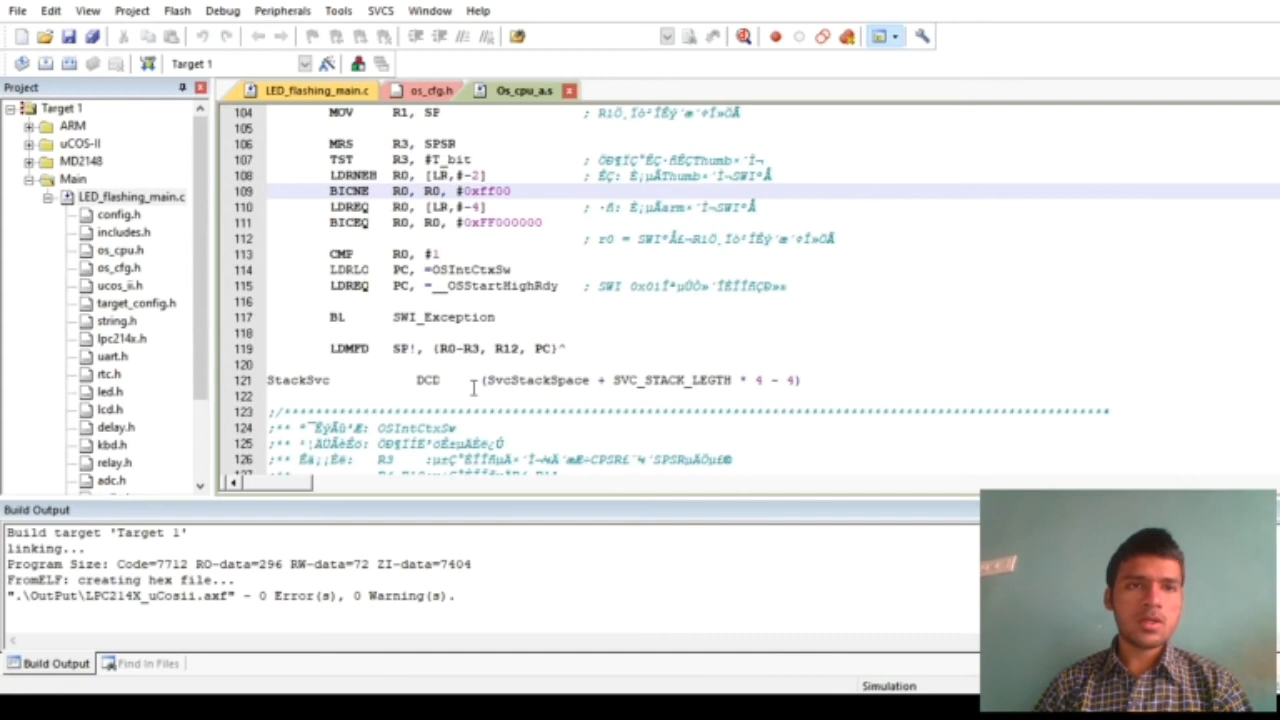 File Edit View Project Flash Debug Peripherals Tools SVCS Window Help
Target 1
Project
LED_flashing_main.c os_cfg.h Os_cpu_a.s
Target 1
ARM
uCOS-II
MD2148
Main
LED_flashing_main.c
config.h
includes.h
os_cpu.h
os_cfg.h
ucos_ii.h
target_config.h
string.h
lpc214x.h
uart.h
rtc.h
led.h
lcd.h
delay.h
kbd.h
relay.h
adc.h
104 MOV R1, SP
105
106 MRS R3, SPSR
107 TST R3, #T_bit
108 LDRNEH R0, [LR,#-2]
109 BICNE R0, R0, #0xff00
110 LDREQ R0, [LR,#-4]
111 BICEQ R0, R0, #0xFF000000
112
113 CMP R0, #1
114 LDRLO PC, =OSIntCtxSw
115 LDREQ PC, =__OSStartHighRdy
116
117 BL SWI_Exception
118
119 LDMFD SP!, {R0-R3, R12, PC}^
120
121 StackSvc DCD (SvcStackSpace + SVC_STACK_LEGTH * 4 - 4)
122
123
124 OSIntCtxSw
125
126
Build Output
Build target 'Target 1'
linking...
Program Size: Code=7712 RO-data=296 RW-data=72 ZI-data=7404
FromELF: creating hex file...
".\OutPut\LPC214X_uCosii.axf" - 0 Error(s), 0 Warning(s).
Build Output Find In Files
Simulation